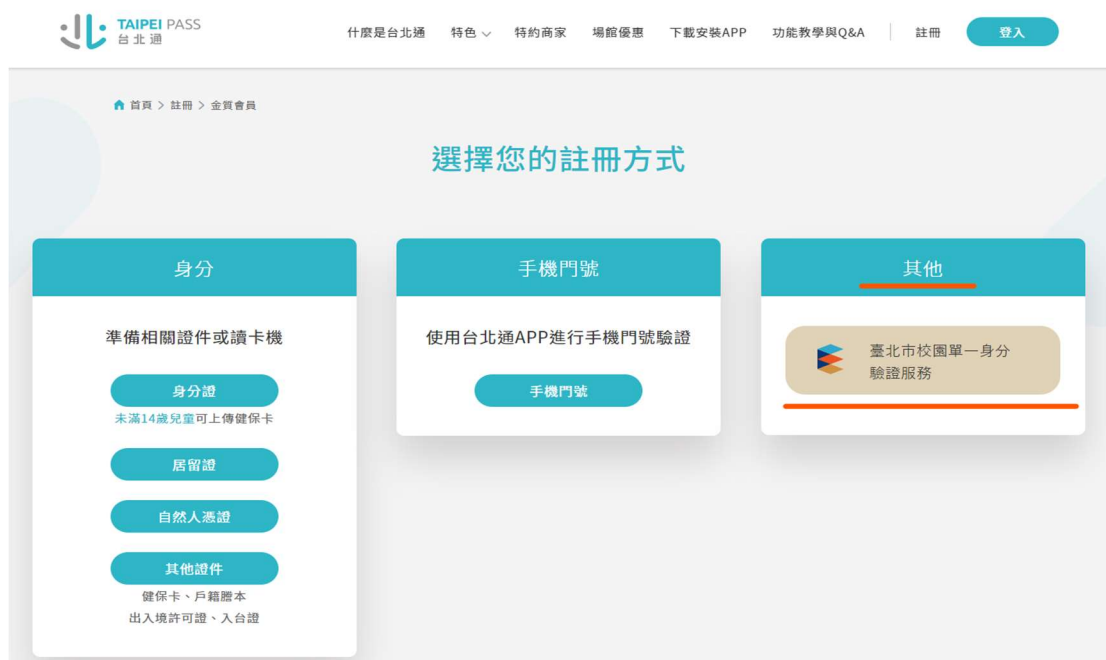 TAIPEI PASS
台北通
什麼是台北通 特色 特約商家 場館優惠 下載安裝APP 功能教學與Q&A 註冊 登入
首頁 > 註冊 > 金質會員
選擇您的註冊方式
身分
準備相關證件或讀卡機
身分證
未滿14歲兒童可上傳健保卡
居留證
自然人憑證
其他證件
健保卡、戶籍謄本
出入境許可證、入台證
手機門號
使用台北通APP進行手機門號驗證
手機門號
其他
臺北市校園單一身分
驗證服務